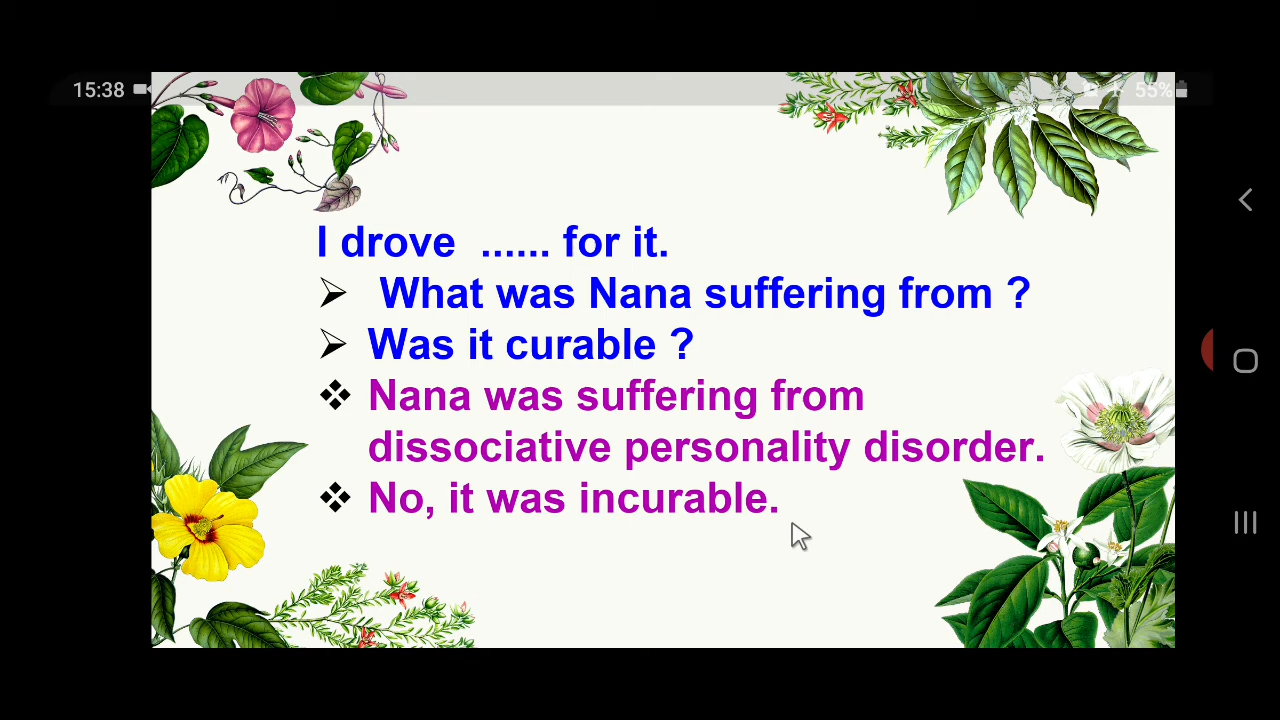 15:38
55%
I drove ...... for it.
What was Nana suffering from ?
Was it curable ?
Nana was suffering from
dissociative personality disorder.
No, it was incurable.